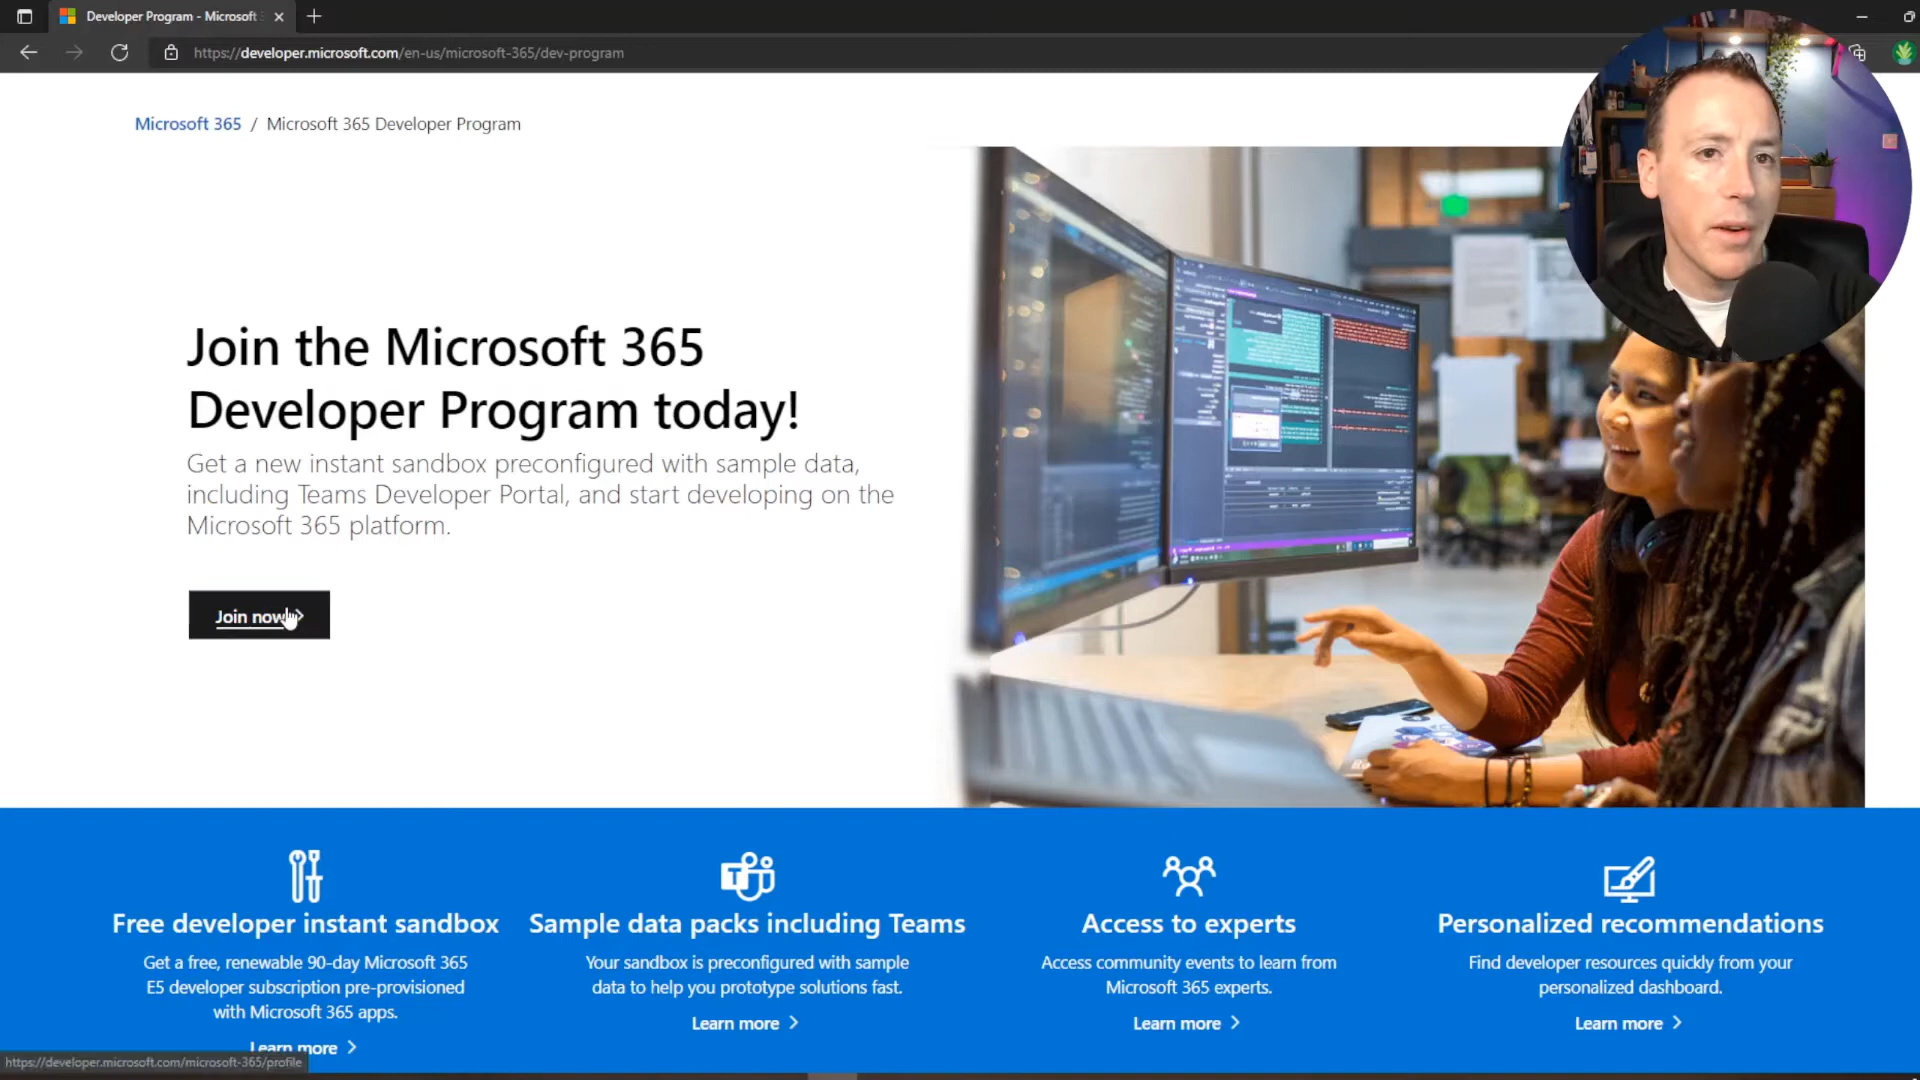 Developer Program - Microsoft
https://developer.microsoft.com/en-us/microsoft-365/dev-program
Microsoft 365 / Microsoft 365 Developer Program
Join the Microsoft 365
Developer Program today!
Get a new instant sandbox preconfigured with sample data,
including Teams Developer Portal, and start developing on the
Microsoft 365 platform.
Join now
Free developer instant sandbox
Get a free, renewable 90-day Microsoft 365
E5 developer subscription pre-provisioned
with Microsoft 365 apps.
Learn more
Sample data packs including Teams
Your sandbox is preconfigured with sample
data to help you prototype solutions fast.
Learn more
Access to experts
Access community events to learn from
Microsoft 365 experts.
Learn more
Personalized recommendations
Find developer resources quickly from your
personalized dashboard.
Learn more
https://developer.microsoft.com/microsoft-365/profile